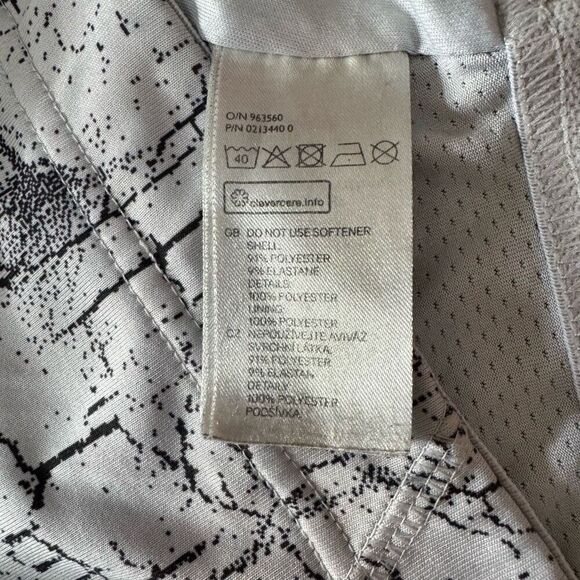 O/N 963560
P/N 0213440 0
40
clevercare.info
GB DO NOT USE SOFTENER
SHELL:
91% POLYESTER
9% ELASTANE
DETAILS:
100% POLYESTER
LINING:
100% POLYESTER
CZ NEPOUŽÍVEJTE AVIVÁŽ
SVRCHNÍ LÁTKA:
91% POLYESTER
9% ELASTAN
DETAILY:
100% POLYESTER
PODŠÍVKA: